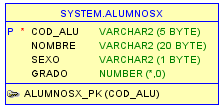 SYSTEM.ALUMNOSX
P * COD_ALU VARCHAR2 (5 BYTE)
NOMBRE VARCHAR2 (20 BYTE)
SEXO VARCHAR2 (1 BYTE)
GRADO NUMBER (*,0)
ALUMNOSX_PK (COD_ALU)